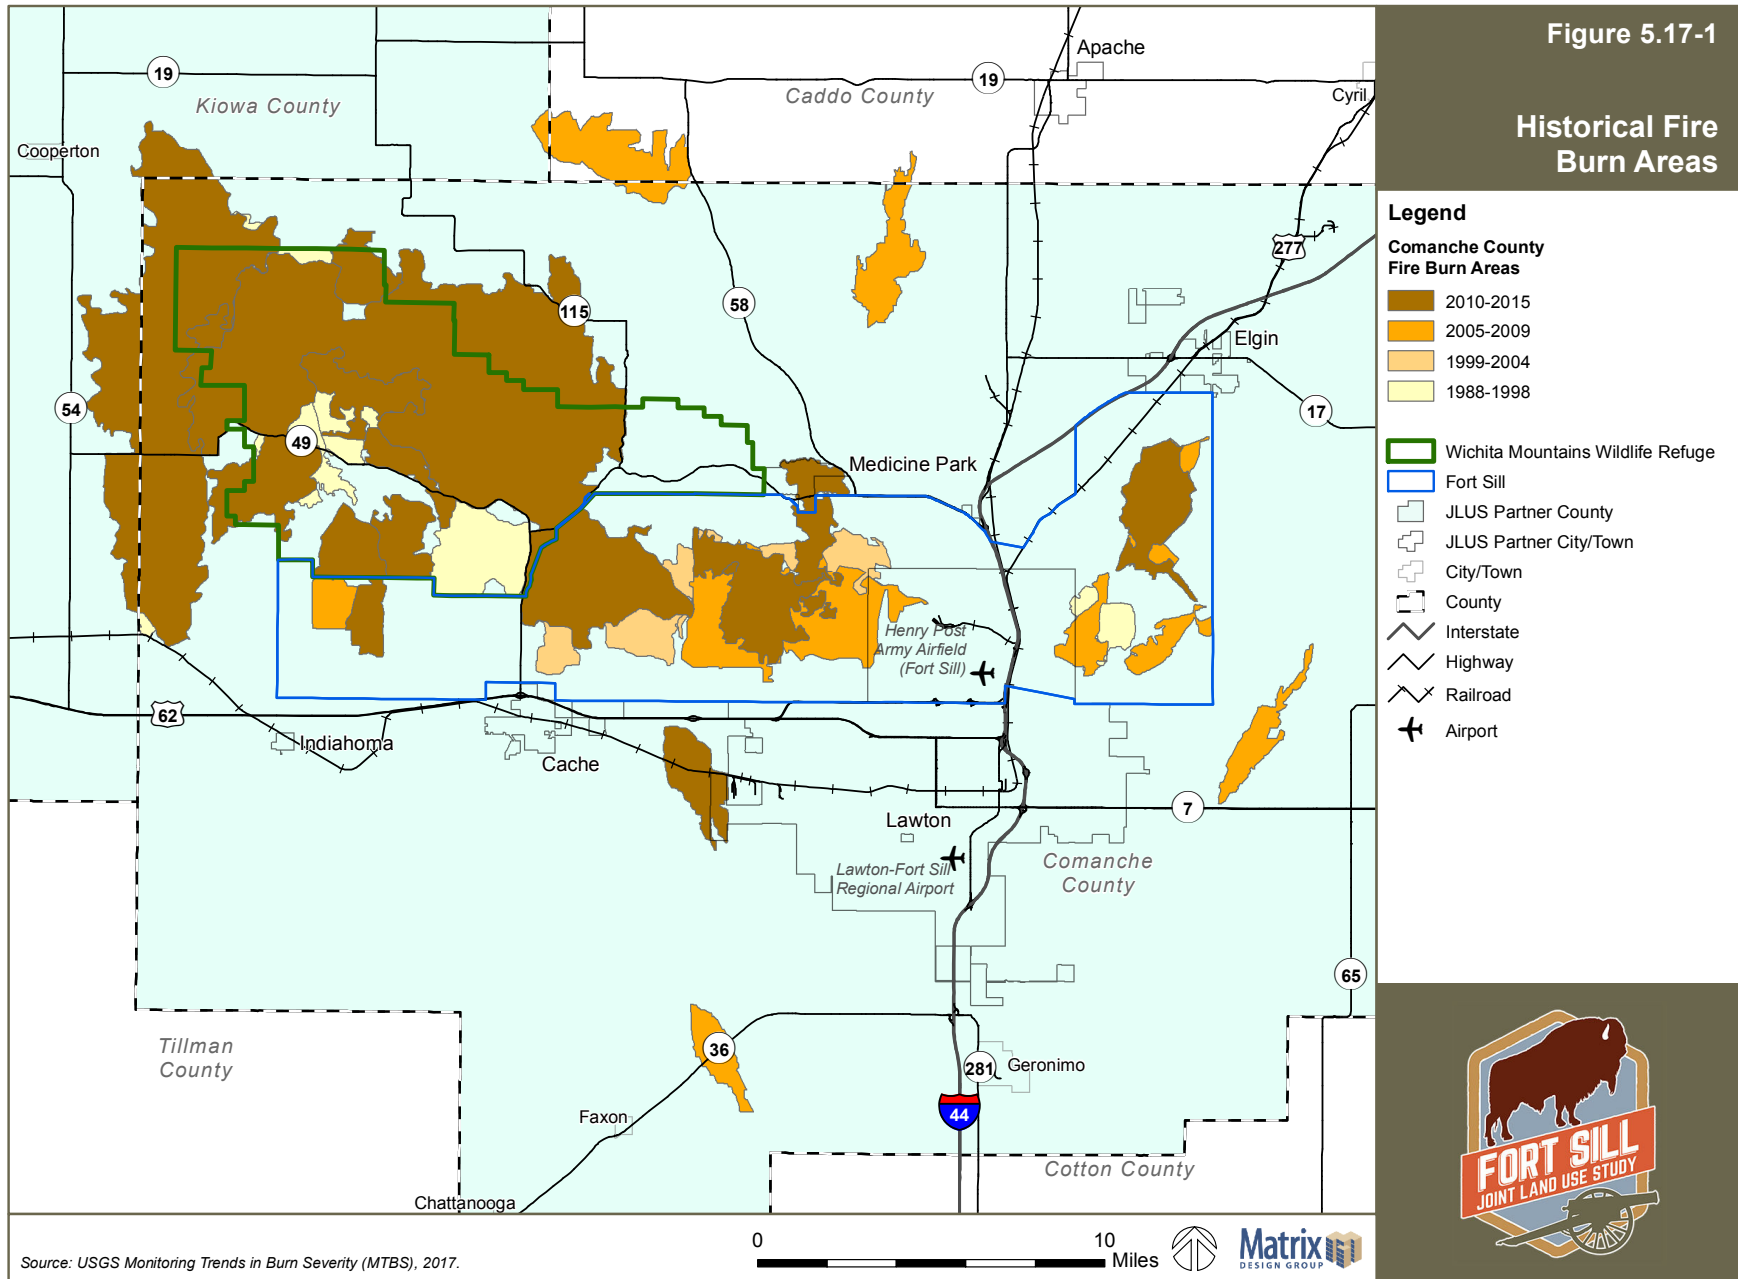 Figure 5.17-1
Historical Fire
Burn Areas
Legend
Comanche County
Fire Burn Areas
2010-2015
2005-2009
1999-2004
1988-1998
Wichita Mountains Wildlife Refuge
Fort Sill
JLUS Partner County
JLUS Partner City/Town
City/Town
County
Interstate
Highway
Railroad
Airport
Apache
19
19
Kiowa County
Caddo County
Cyril
Cooperton
277
58
115
Elgin
54
17
49
Medicine Park
Henry Post
Army Airfield
(Fort Sill)
62
Indiahoma
Cache
7
Lawton
Lawton-Fort Sill
Regional Airport
Comanche
County
65
Tillman
County
36
281
Geronimo
44
Faxon
Cotton County
Chattanooga
FORT SILL
JOINT LAND USE STUDY
Source: USGS Monitoring Trends in Burn Severity (MTBS), 2017.
0
10
Miles
Matrix
DESIGN GROUP